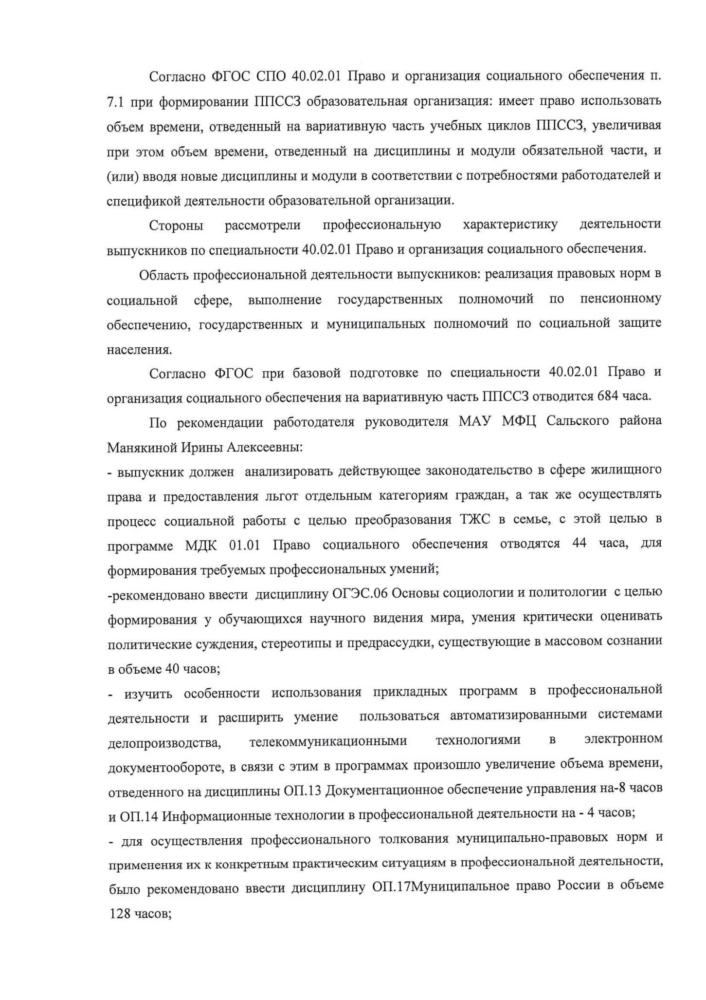 Согласно ФГОС СПО 40.02.01 Право и организация социального обеспечения п.
7.1 при формировании ППССЗ образовательная организация: имеет право использовать
объем времени, отведенный на вариативную часть учебных циклов ППССЗ, увеличивая
при этом объем времени, отведенный на дисциплины и модули обязательной части, и
(или) вводя новые дисциплины и модули в соответствии с потребностями работодателей и
спецификой деятельности образовательной организации.
Стороны рассмотрели профессиональную характеристику деятельности
выпускников по специальности 40.02.01 Право и организация социального обеспечения.
Область профессиональной деятельности выпускников: реализация правовых норм в
социальной сфере, выполнение государственных полномочий по пенсионному
обеспечению, государственных и муниципальных полномочий по социальной защите
населения.
Согласно ФГОС при базовой подготовке по специальности 40.02.01 Право и
организация социального обеспечения на вариативную часть ППССЗ отводится 684 часа.
По рекомендации работодателя руководителя МАУ МФЦ Сальского района
Манякиной Ирины Алексеевны:
- выпускник должен анализировать действующее законодательство в сфере жилищного
права и предоставления льгот отдельным категориям граждан, а так же осуществлять
процесс социальной работы с целью преобразования ТЖС в семье, с этой целью в
программе МДК 01.01 Право социального обеспечения отводятся 44 часа, для
формирования требуемых профессиональных умений;
-рекомендовано ввести дисциплину ОГЭС.06 Основы социологии и политологии с целью
формирования у обучающихся научного видения мира, умения критически оценивать
политические суждения, стереотипы и предрассудки, существующие в массовом сознании
в объеме 40 часов;
- изучить особенности использования прикладных программ в профессиональной
деятельности и расширить умение пользоваться автоматизированными системами
делопроизводства, телекоммуникационными технологиями в электронном
документообороте, в связи с этим в программах произошло увеличение объема времени,
отведенного на дисциплины ОП.13 Документационное обеспечение управления на-8 часов
и ОП.14 Информационные технологии в профессиональной деятельности на - 4 часов;
- для осуществления профессионального толкования муниципально-правовых норм и
применения их к конкретным практическим ситуациям в профессиональной деятельности,
было рекомендовано ввести дисциплину ОП.17Муниципальное право России в объеме
128 часов;